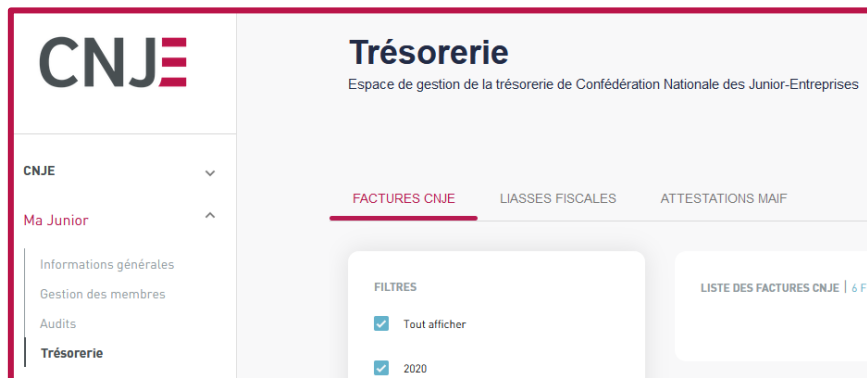 CNJE
Trésorerie
Espace de gestion de la trésorerie de Confédération Nationale des Junior-Entreprises
CNJE
Ma Junior
Informations générales
Gestion des membres
Audits
Trésorerie
FACTURES CNJE
LIASSES FISCALES
ATTESTATIONS MAIF
FILTRES
Tout afficher
2020
LISTE DES FACTURES CNJE | 6 F